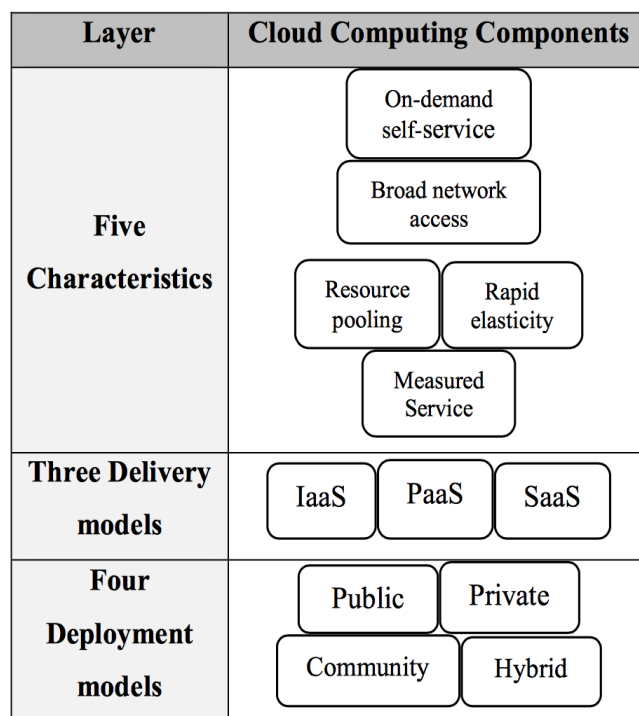 Layer
Cloud Computing Components
Five
Characteristics
On-demand
self-service
Broad network
access
Resource
pooling
Rapid
elasticity
Measured
Service
Three Delivery
models
IaaS
PaaS
SaaS
Four
Deployment
models
Public
Private
Community
Hybrid